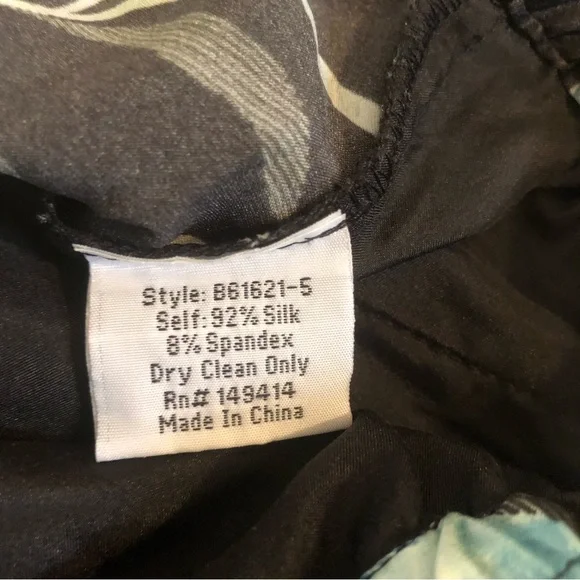 Style: B61621-5
Self: 92% Silk
8% Spandex
Dry Clean Only
Rn# 149414
Made In China